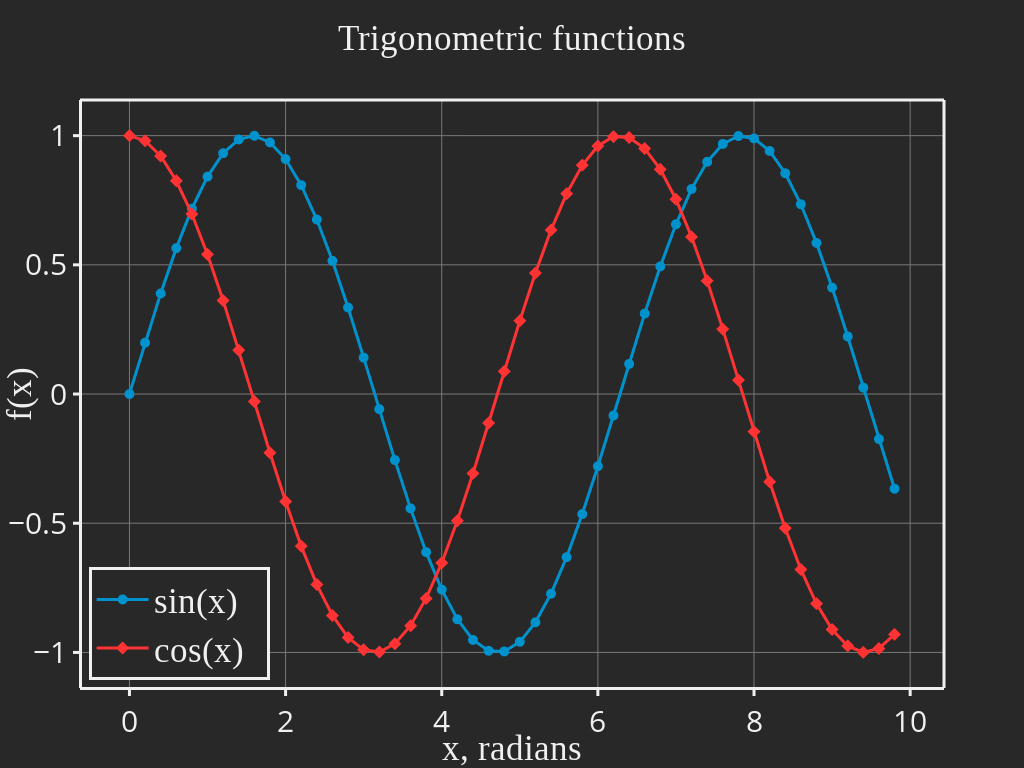 Trigonometric functions
1
0.5
0
−0.5
−1
f(x)
sin(x)
cos(x)
0 2 4 6 8 10
x, radians